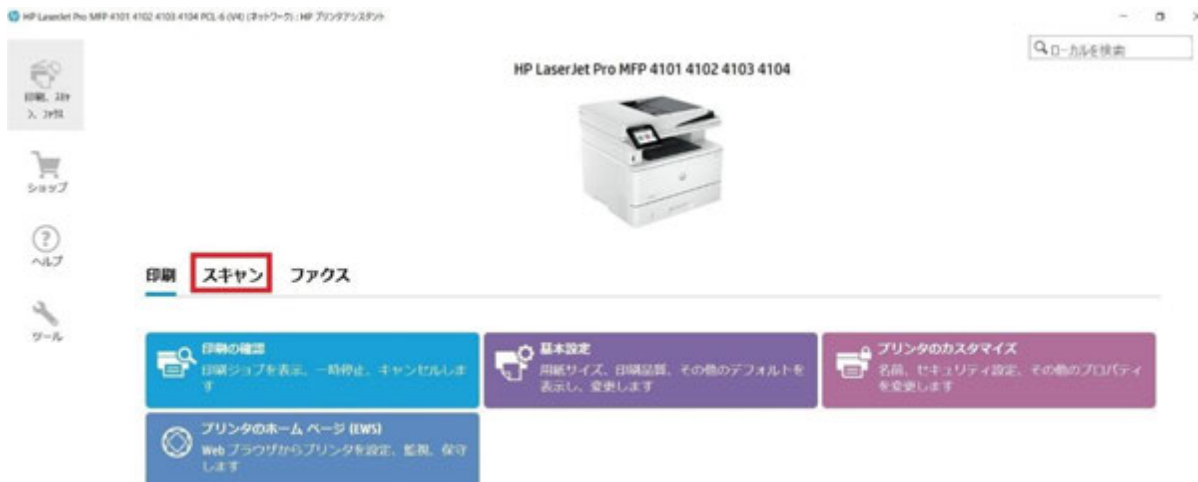 HP LaserJet Pro MFP 4101 4102 4103 4104 PCL-6 (V4) (ネットワーク) : HP プリンタアシスタント
ローカルを検索
HP LaserJet Pro MFP 4101 4102 4103 4104
印刷、スキャ
ン、ファクス
ショップ
ヘルプ
ツール
印刷 スキャン ファクス
印刷の確認
印刷ジョブを表示、一時停止、キャンセルしま
す
基本設定
用紙サイズ、印刷品質、その他のデフォルトを
表示し、変更します
プリンタのカスタマイズ
名前、セキュリティ設定、その他のプロパティ
を変更します
プリンタのホーム ページ (EWS)
Web ブラウザからプリンタを設定、監視、保守
します